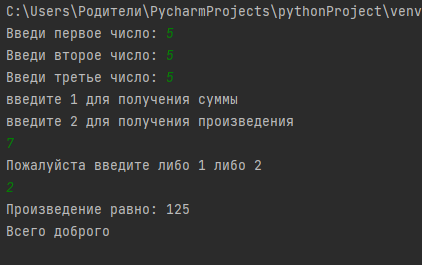 C:\Users\Родители\PycharmProjects\pythonProject\venv
Введи первое число: 5
Введи второе число: 5
Введи третье число: 5
введите 1 для получения суммы
введите 2 для получения произведения
7
Пожалуйста введите либо 1 либо 2
2
Произведение равно: 125
Всего доброго